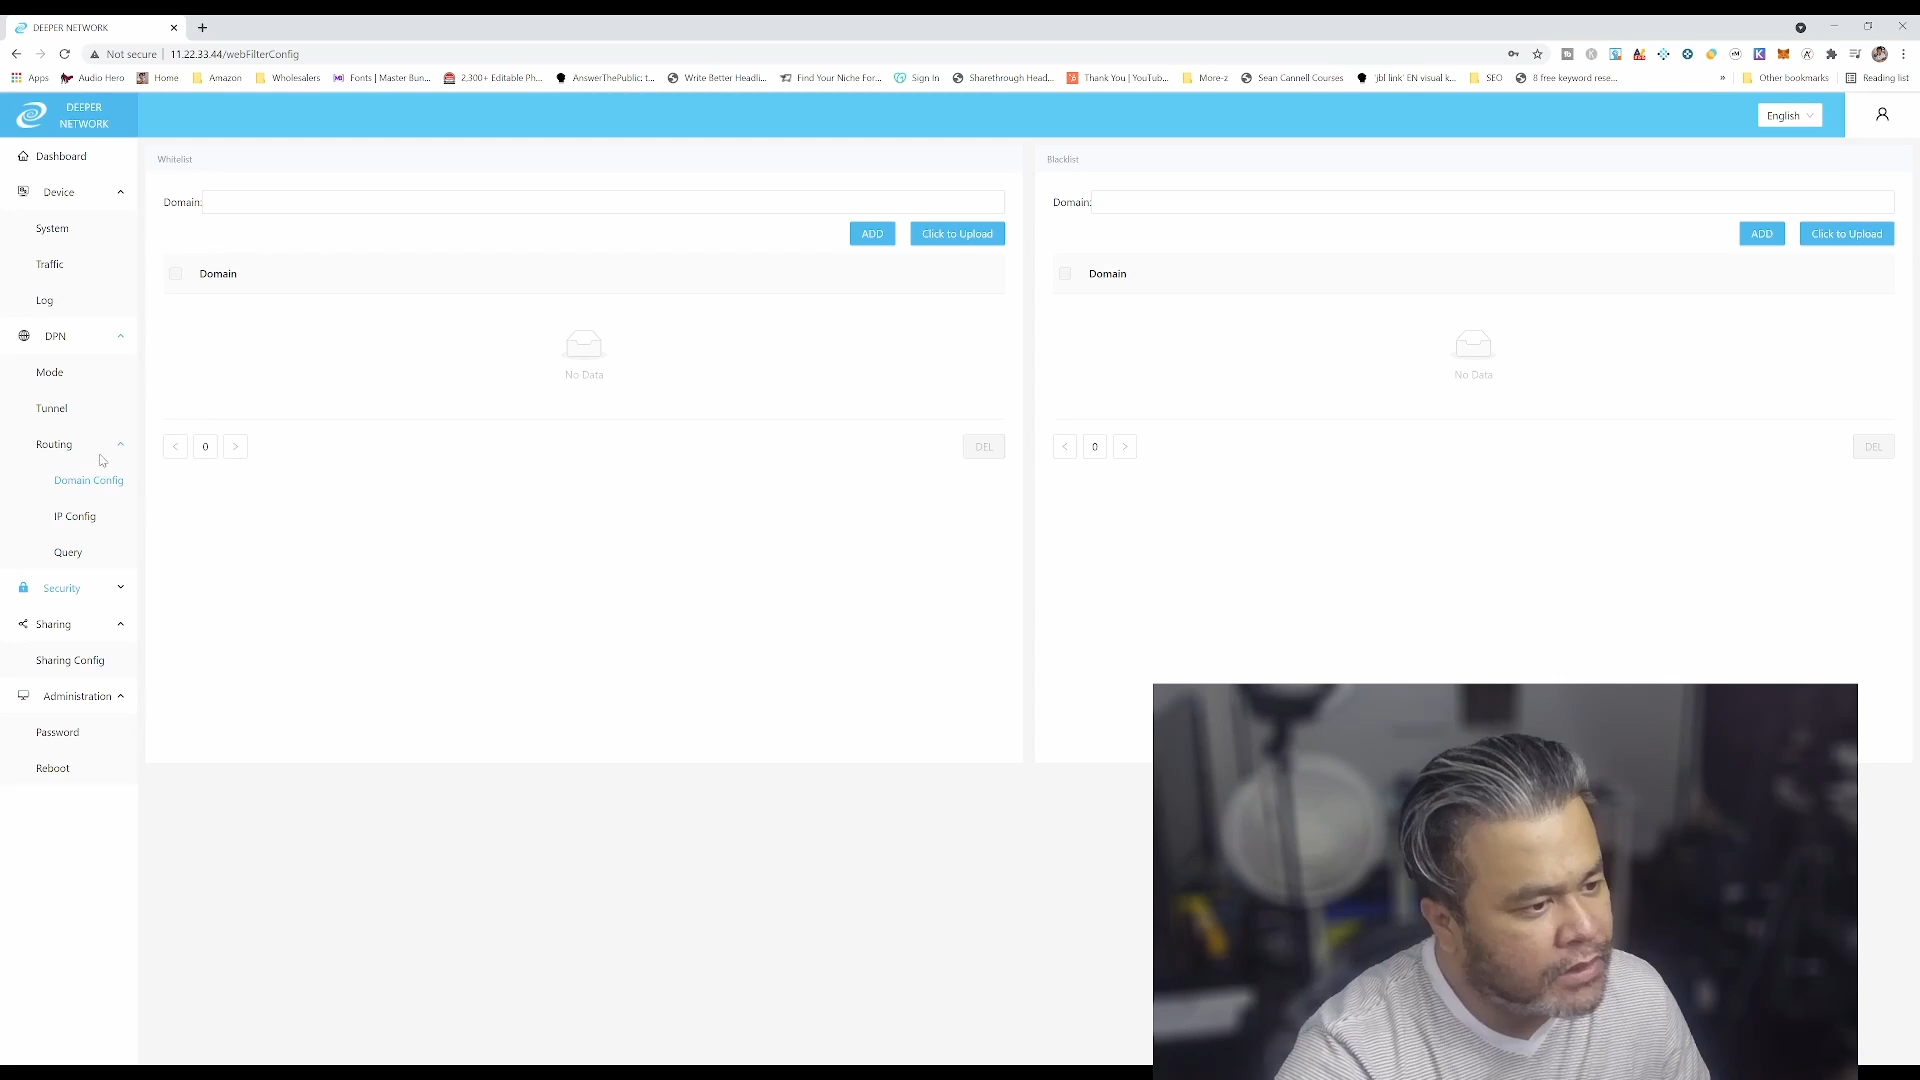 DEEPER NETWORK
Not secure
11.22.33.44/webFilterConfig
Apps
Audio Hero
Home
Amazon
Wholesalers
Fonts | Master Bun...
2,300+ Editable Ph...
AnswerThePublic: t...
Write Better Headli...
Find Your Niche For...
Sign In
Sharethrough Head...
Thank You | YouTub...
More-z
Sean Cannell Courses
'jbl link' EN visual k...
SEO
8 free keyword rese...
»
Other bookmarks
Reading list
DEEPER
NETWORK
English
Dashboard
Device
System
Traffic
Log
DPN
Mode
Tunnel
Routing
Domain Config
IP Config
Query
Security
Sharing
Sharing Config
Administration
Password
Reboot
Whitelist
Domain:
ADD
Click to Upload
Domain
No Data
<
0
>
DEL
Blacklist
Domain:
ADD
Click to Upload
Domain
No Data
<
0
>
DEL